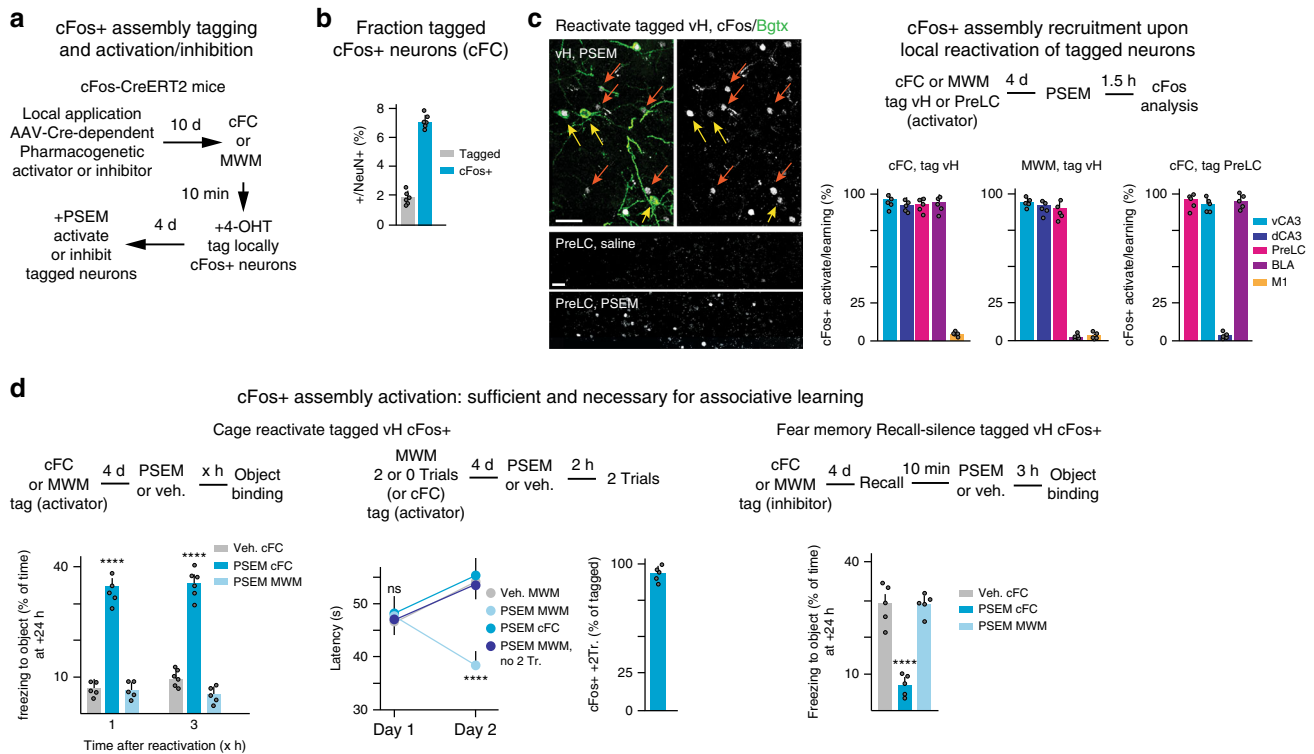 a
cFos+ assembly tagging
and activation/inhibition
cFos-CreERT2 mice
Local application
AAV-Cre-dependent
Pharmacogenetic
activator or inhibitor
10 d
cFC
or
MWM
10 min
+4-OHT
tag locally
cFos+ neurons
4 d
+PSEM
activate
or inhibit
tagged neurons
b
Fraction tagged
cFos+ neurons (cFC)
+/NeuN+ (%)
8
6
4
2
0
Tagged
cFos+
c
Reactivate tagged vH, cFos/Bgtx
vH, PSEM
PreLC, saline
PreLC, PSEM
cFos+ assembly recruitment upon
local reactivation of tagged neurons
cFC or MWM
tag vH or PreLC
(activator)
4 d
PSEM
1.5 h
cFos
analysis
cFC, tag vH
cFos+ activate/learning (%)
100
25
0
MWM, tag vH
100
25
0
cFC, tag PreLC
cFos+ activate/learning (%)
100
25
0
vCA3
dCA3
PreLC
BLA
M1
d
cFos+ assembly activation: sufficient and necessary for associative learning
Cage reactivate tagged vH cFos+
cFC
or MWM
tag (activator)
4 d
PSEM
or veh.
x h
Object
binding
MWM
2 or 0 Trials
(or cFC)
tag (activator)
4 d
PSEM
or veh.
2 h
2 Trials
Fear memory Recall-silence tagged vH cFos+
cFC
or MWM
tag (inhibitor)
4 d
Recall
10 min
PSEM
or veh.
3 h
Object
binding
freezing to object (% of time)
at +24 h
40
10
****
****
Veh. cFC
PSEM cFC
PSEM MWM
1
3
Time after reactivation (x h)
Latency (s)
50
40
30
ns
****
Day 1
Day 2
Veh. MWM
PSEM MWM
PSEM cFC
PSEM MWM,
no 2 Tr.
cFos+ +2Tr. (% of tagged)
100
25
0
Freezing to object (% of time)
at +24 h
40
10
****
Veh. cFC
PSEM cFC
PSEM MWM